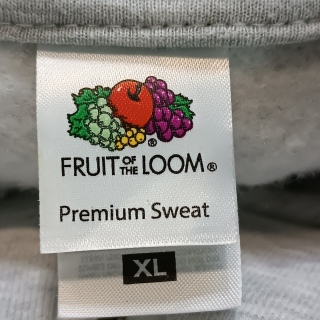 ®
FRUIT OF THE LOOM®
Premium Sweat
XL